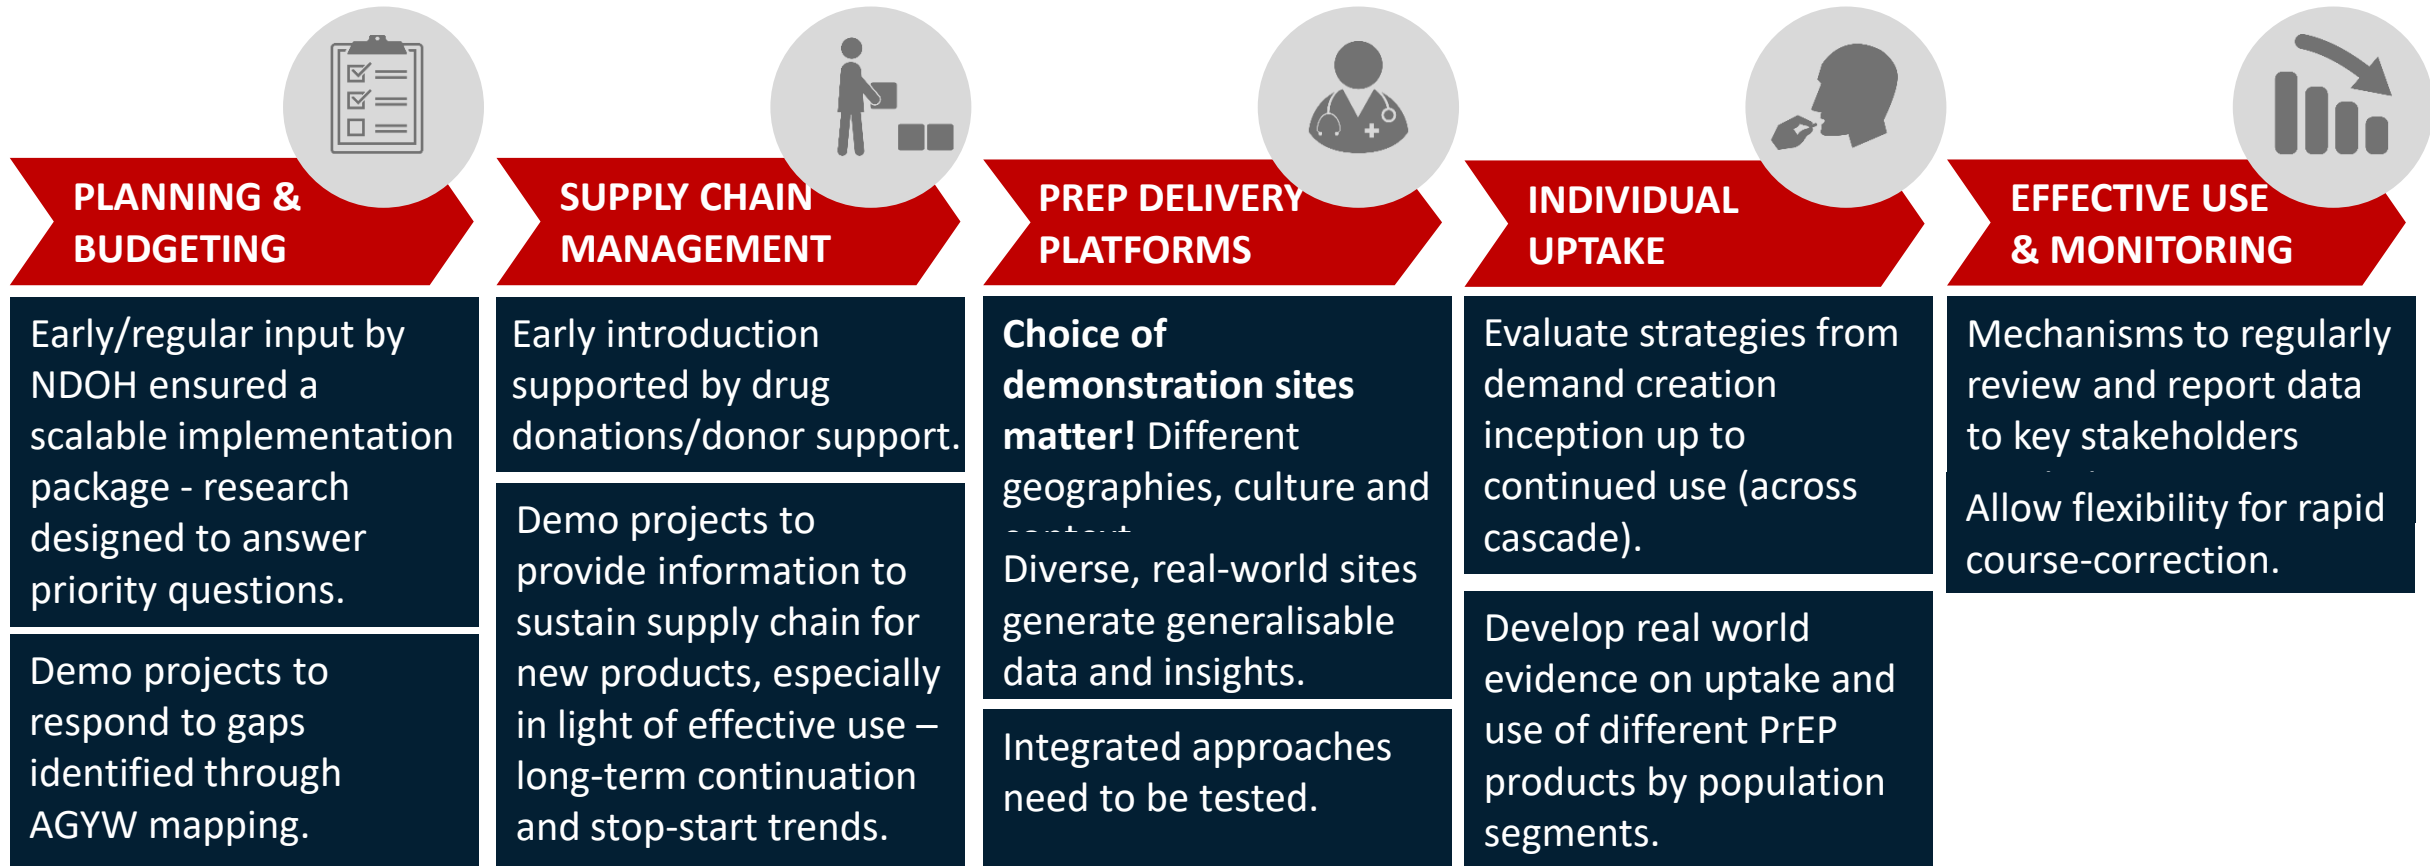 PLANNING &
BUDGETING
Early/regular input by
NDOH ensured a
scalable implementation
package - research
designed to answer
priority questions.
Demo projects to
respond to gaps
identified through
AGYW mapping.
SUPPLY CHAIN
MANAGEMENT
Early introduction
supported by drug
donations/donor support.
Demo projects to
provide information to
sustain supply chain for
new products, especially
in light of effective use –
long-term continuation
and stop-start trends.
PREP DELIVERY
PLATFORMS
Choice of
demonstration sites
matter! Different
geographies, culture and
Diverse, real-world sites
generate generalisable
data and insights.
Integrated approaches
need to be tested.
INDIVIDUAL
UPTAKE
Evaluate strategies from
demand creation
inception up to
continued use (across
cascade).
Develop real world
evidence on uptake and
use of different PrEP
products by population
segments.
EFFECTIVE USE
& MONITORING
Mechanisms to regularly
review and report data
to key stakeholders
Allow flexibility for rapid
course-correction.